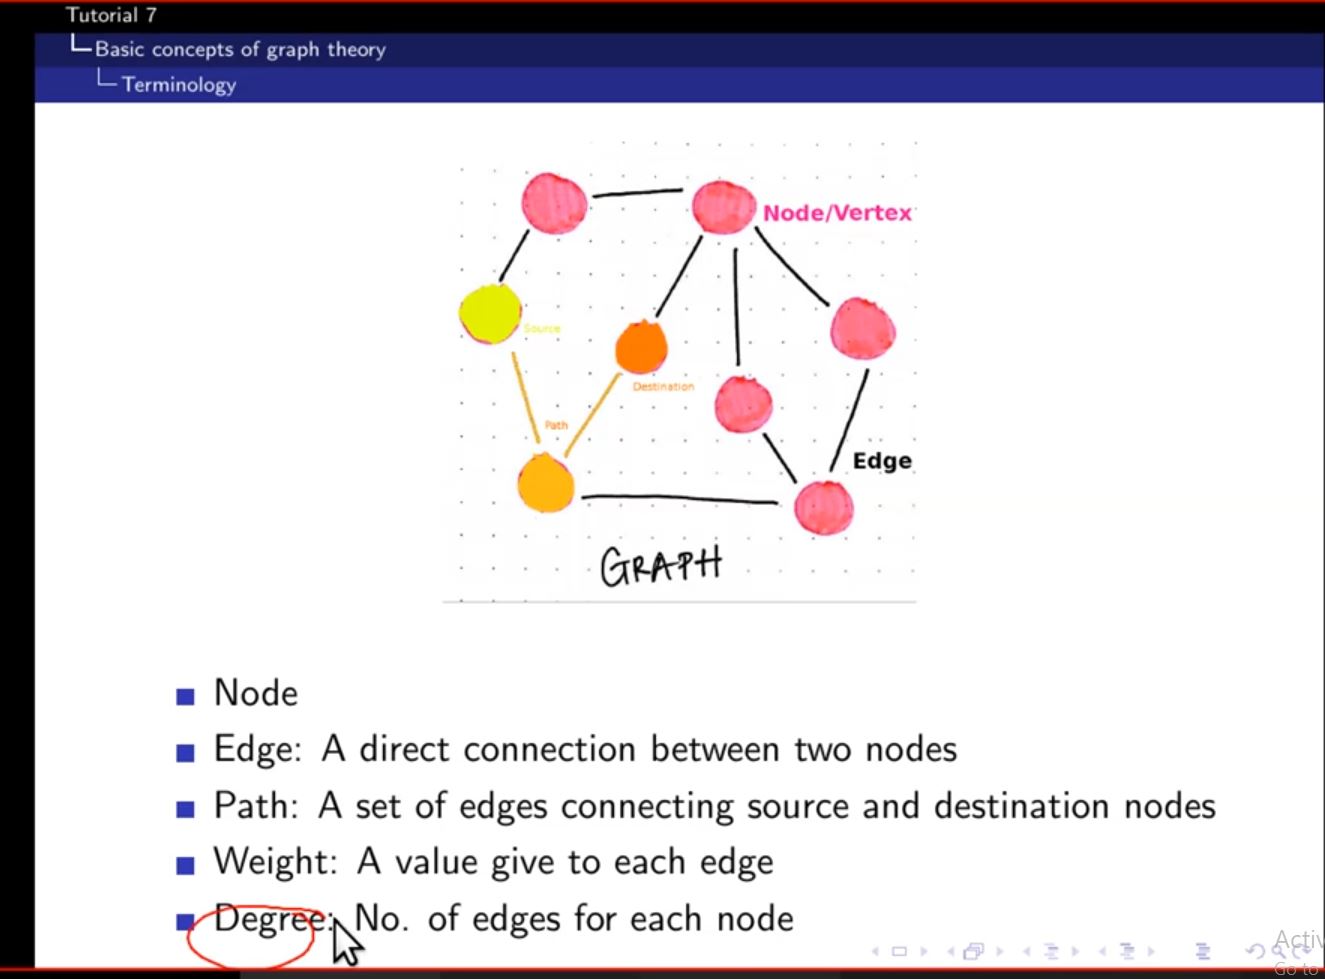 Tutorial 7
Basic concepts of graph theory
Terminology
Node/Vertex
Source
Destination
Path
Edge
GRAPH
Node
Edge: A direct connection between two nodes
Path: A set of edges connecting source and destination nodes
Weight: A value give to each edge
Degree: No. of edges for each node
Go to